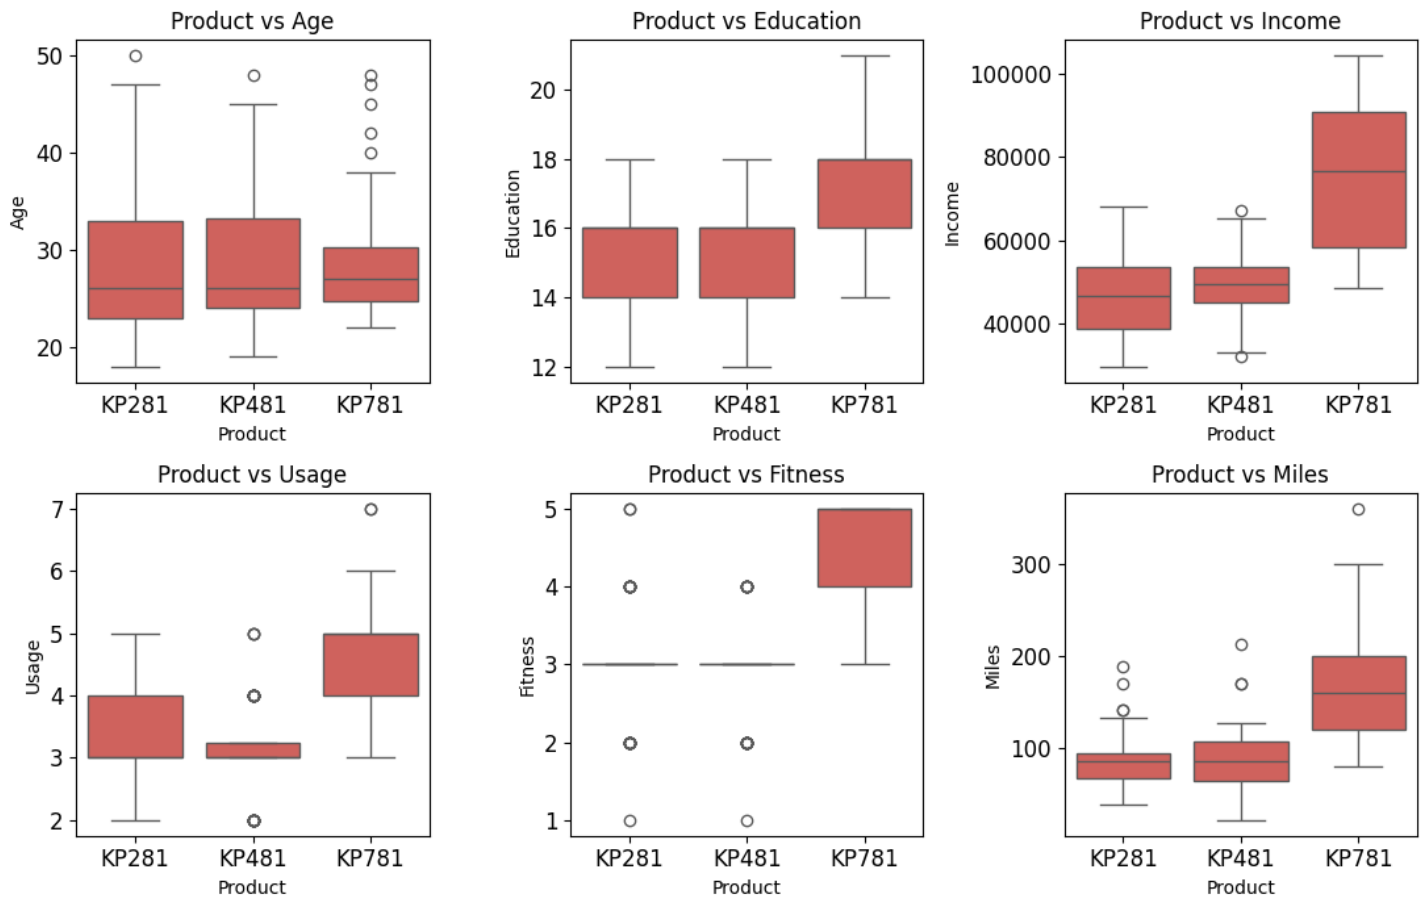 Product vs Age
Age
50
40
30
20
KP281 KP481 KP781
Product
Product vs Education
Education
20
18
16
14
12
KP281 KP481 KP781
Product
Product vs Income
Income
100000
80000
60000
40000
KP281 KP481 KP781
Product
Product vs Usage
Usage
7
6
5
4
3
2
KP281 KP481 KP781
Product
Product vs Fitness
Fitness
5
4
3
2
1
KP281 KP481 KP781
Product
Product vs Miles
Miles
300
200
100
KP281 KP481 KP781
Product